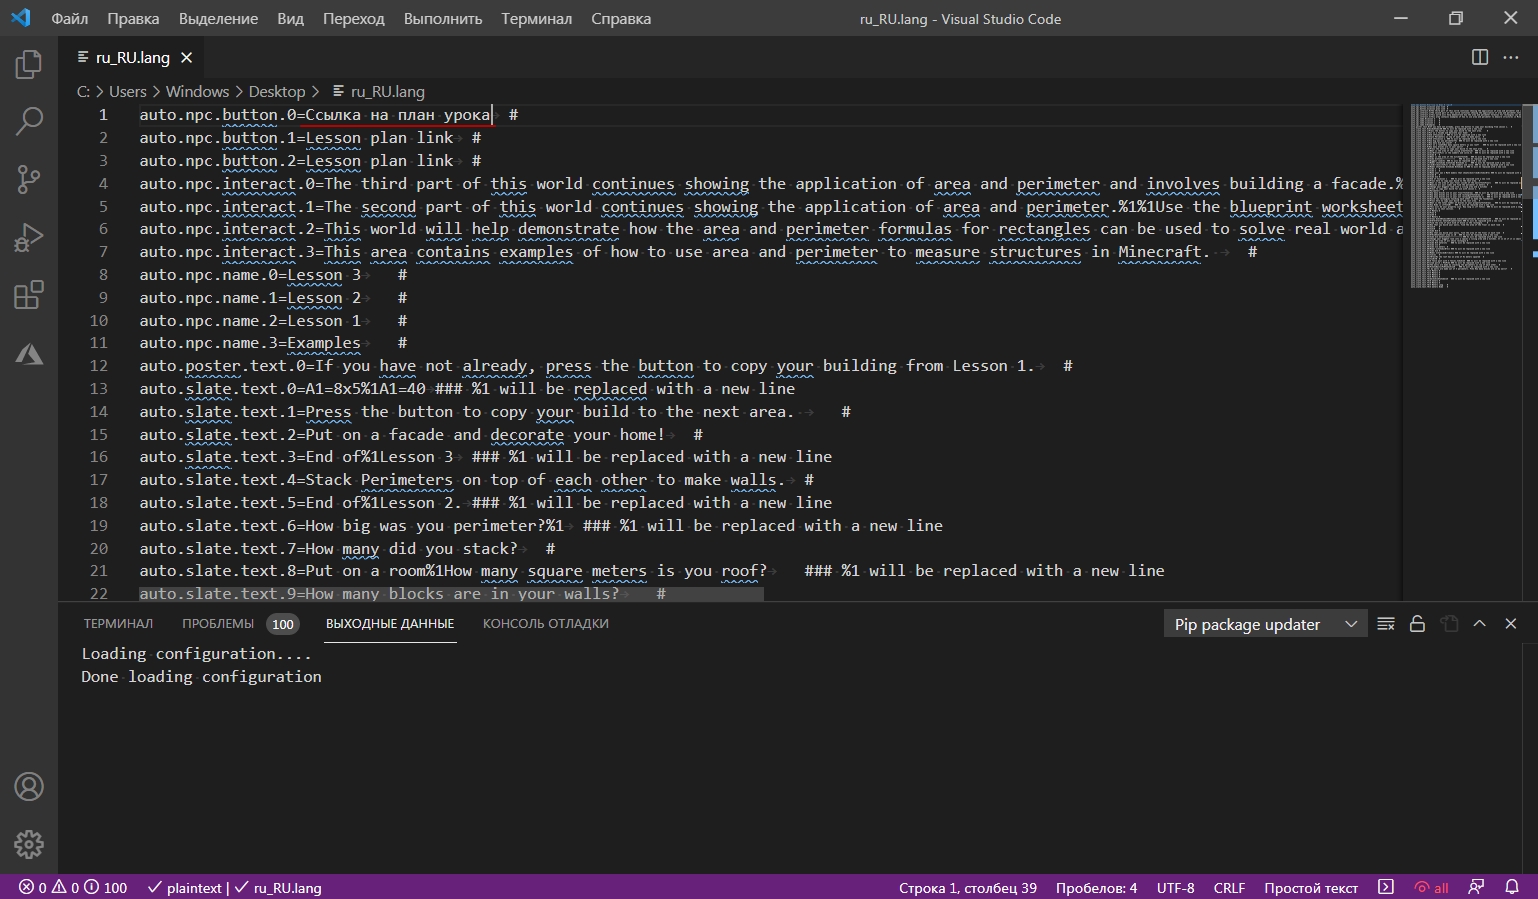 Файл Правка Выделение Вид Переход Выполнить Терминал Справка ru_RU.lang - Visual Studio Code
ru_RU.lang
C: > Users > Windows > Desktop > ru_RU.lang
1 auto.npc.button.0=Ссылка на план урока #
2 auto.npc.button.1=Lesson plan link #
3 auto.npc.button.2=Lesson plan link #
4 auto.npc.interact.0=The third part of this world continues showing the application of area and perimeter and involves building a facade.%
5 auto.npc.interact.1=The second part of this world continues showing the application of area and perimeter.%1%1Use the blueprint worksheet
6 auto.npc.interact.2=This world will help demonstrate how the area and perimeter formulas for rectangles can be used to solve real world a
7 auto.npc.interact.3=This area contains examples of how to use area and perimeter to measure structures in Minecraft. #
8 auto.npc.name.0=Lesson 3 #
9 auto.npc.name.1=Lesson 2 #
10 auto.npc.name.2=Lesson 1 #
11 auto.npc.name.3=Examples #
12 auto.poster.text.0=If you have not already, press the button to copy your building from Lesson 1. #
13 auto.slate.text.0=A1=8x5%1A1=40 ### %1 will be replaced with a new line
14 auto.slate.text.1=Press the button to copy your build to the next area. #
15 auto.slate.text.2=Put on a facade and decorate your home! #
16 auto.slate.text.3=End of%1Lesson 3 ### %1 will be replaced with a new line
17 auto.slate.text.4=Stack Perimeters on top of each other to make walls. #
18 auto.slate.text.5=End of%1Lesson 2. ### %1 will be replaced with a new line
19 auto.slate.text.6=How big was you perimeter?%1 ### %1 will be replaced with a new line
20 auto.slate.text.7=How many did you stack? #
21 auto.slate.text.8=Put on a room%1How many square meters is you roof? ### %1 will be replaced with a new line
22 auto.slate.text.9=How many blocks are in your walls? #
ТЕРМИНАЛ ПРОБЛЕМЫ 100 ВЫХОДНЫЕ ДАННЫЕ КОНСОЛЬ ОТЛАДКИ Pip package updater
Loading configuration....
Done loading configuration
0 0 100 plaintext | ru_RU.lang Строка 1, столбец 39 Пробелов: 4 UTF-8 CRLF Простой текст all